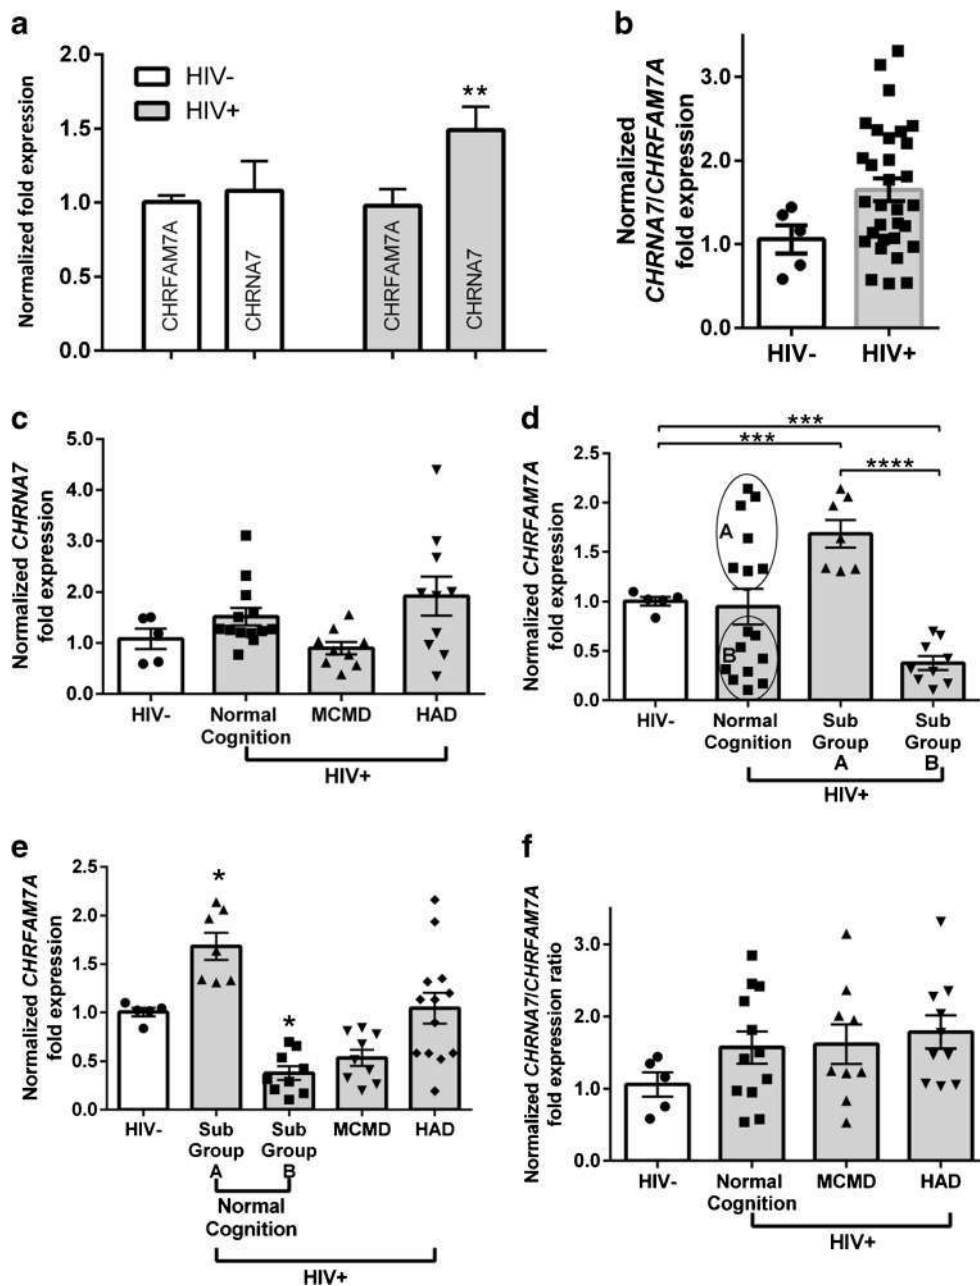 a
Normalized fold expression
2.0
1.5
1.0
0.5
0.0
HIV-
HIV+
**
CHRFAM7A
CHRNA7
CHRFAM7A
CHRNA7
b
Normalized
CHRNA7/CHRFAM7A
fold expression
3.0
2.0
1.0
0.0
HIV-
HIV+
c
Normalized CHRNA7
fold expression
5.0
4.0
3.0
2.0
1.0
0.0
HIV-
Normal
Cognition
MCMD
HAD
HIV+
d
Normalized CHRFAM7A
fold expression
2.5
2.0
1.5
1.0
0.5
0.0
***
***
****
A
B
HIV-
Normal
Cognition
Sub
Group
A
Sub
Group
B
HIV+
e
Normalized CHRFAM7A
fold expression
2.5
2.0
1.5
1.0
0.5
0.0
*
*
HIV-
Sub
Group
A
Sub
Group
B
MCMD
HAD
Normal
Cognition
HIV+
f
Normalized CHRNA7/CHRFAM7A
fold expression ratio
3.0
2.0
1.0
0.0
HIV-
Normal
Cognition
MCMD
HAD
HIV+